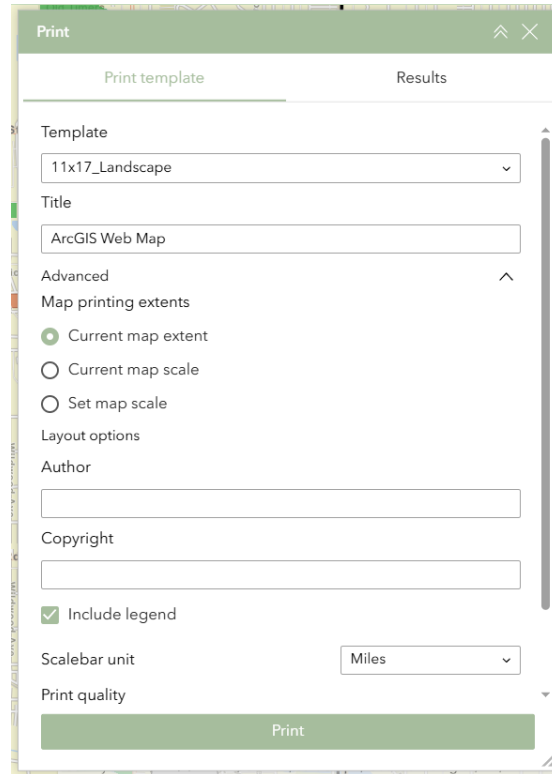 Print
Print template
Results
Template
11x17_Landscape
Title
ArcGIS Web Map
Advanced
Map printing extents
Current map extent
Current map scale
Set map scale
Layout options
Author
Copyright
Include legend
Scalebar unit
Miles
Print quality
Print